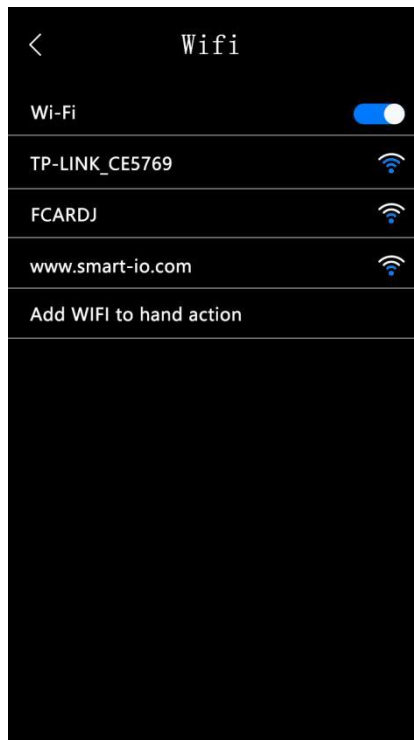 Wifi
Wi-Fi
TP-LINK_CE5769
FCARDJ
www.smart-io.com
Add WIFI to hand action